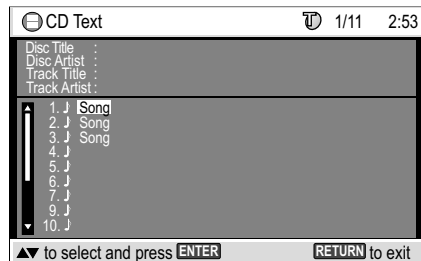 CD Text T 1/11 2:53
Disc Title :
Disc Artist :
Track Title :
Track Artist :
1. ♪ Song
2. ♪ Song
3. ♪ Song
4. ♪
5. ♪
6. ♪
7. ♪
9. ♪
10. ♪
▲▼ to select and press ENTER RETURN to exit